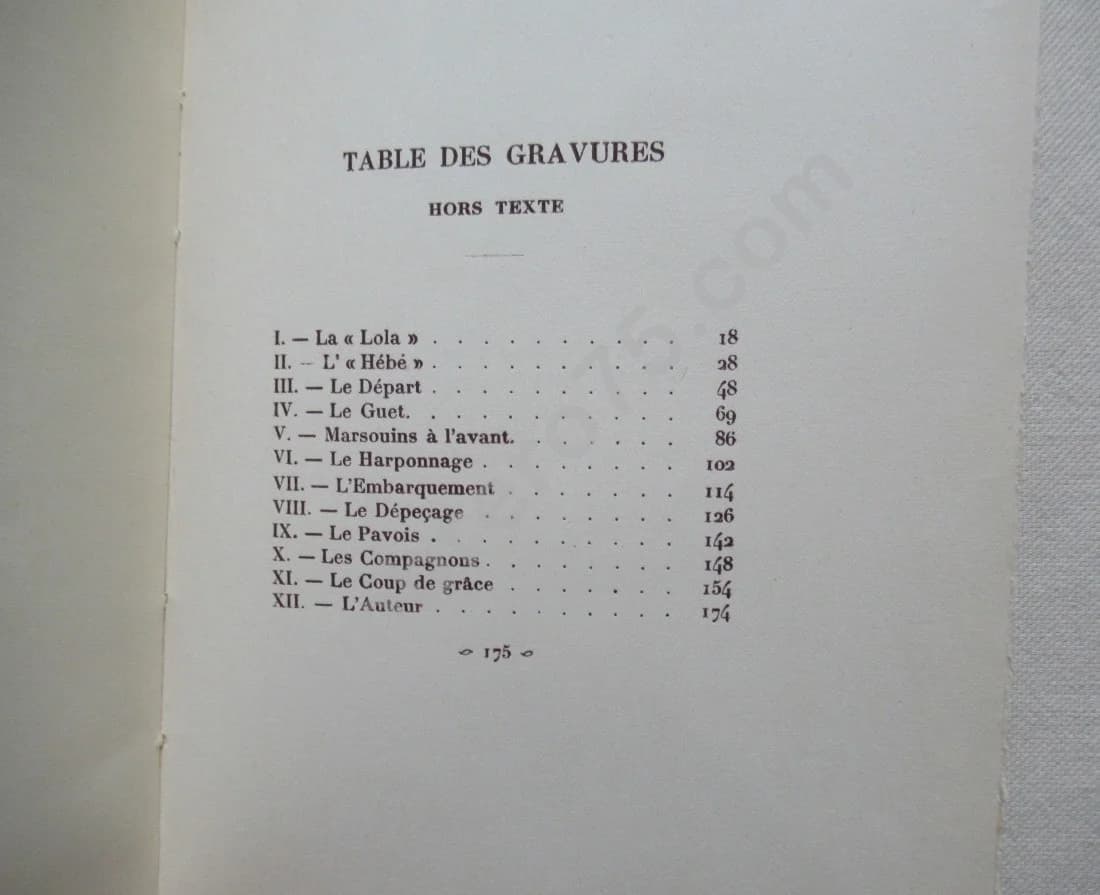 TABLE DES GRAVURES
HORS TEXTE
I. — La « Lola » . . . . . . . . . . 18
II. — L' « Hébé » . . . . . . . . . . 28
III. — Le Départ . . . . . . . . . . 48
IV. — Le Guet. . . . . . . . . . . 69
V. — Marsouins à l'avant. . . . . . . 86
VI. — Le Harponnage . . . . . . . . 102
VII. — L'Embarquement . . . . . . . 114
VIII. — Le Dépeçage . . . . . . . . 126
IX. — Le Pavois . . . . . . . . . . 142
X. — Les Compagnons . . . . . . . . 148
XI. — Le Coup de grâce . . . . . . . 154
XII. — L'Auteur . . . . . . . . . . 174
175